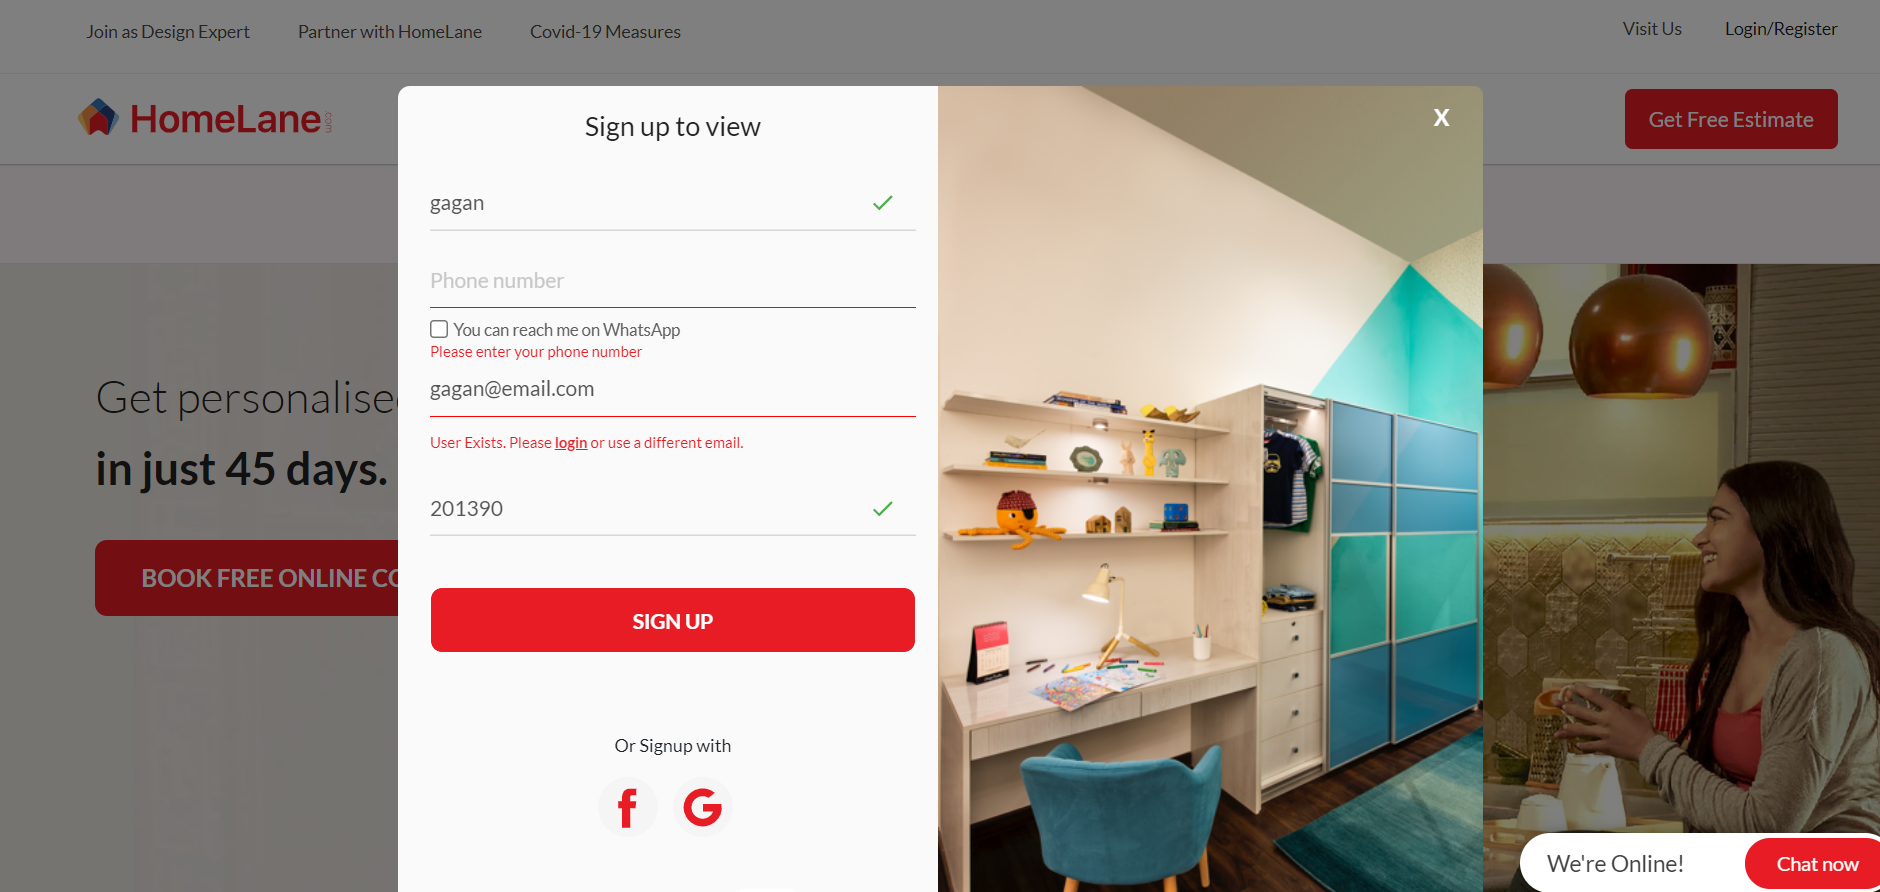 Join as Design Expert
Partner with HomeLane
Covid-19 Measures
Visit Us
Login/Register
HomeLane
com
Get Free Estimate
Sign up to view
X
gagan
Phone number
You can reach me on WhatsApp
Please enter your phone number
gagan@email.com
User Exists. Please login or use a different email.
201390
SIGN UP
Or Signup with
f G
Get personalise
in just 45 days.
BOOK FREE ONLINE CO
We're Online!
Chat now